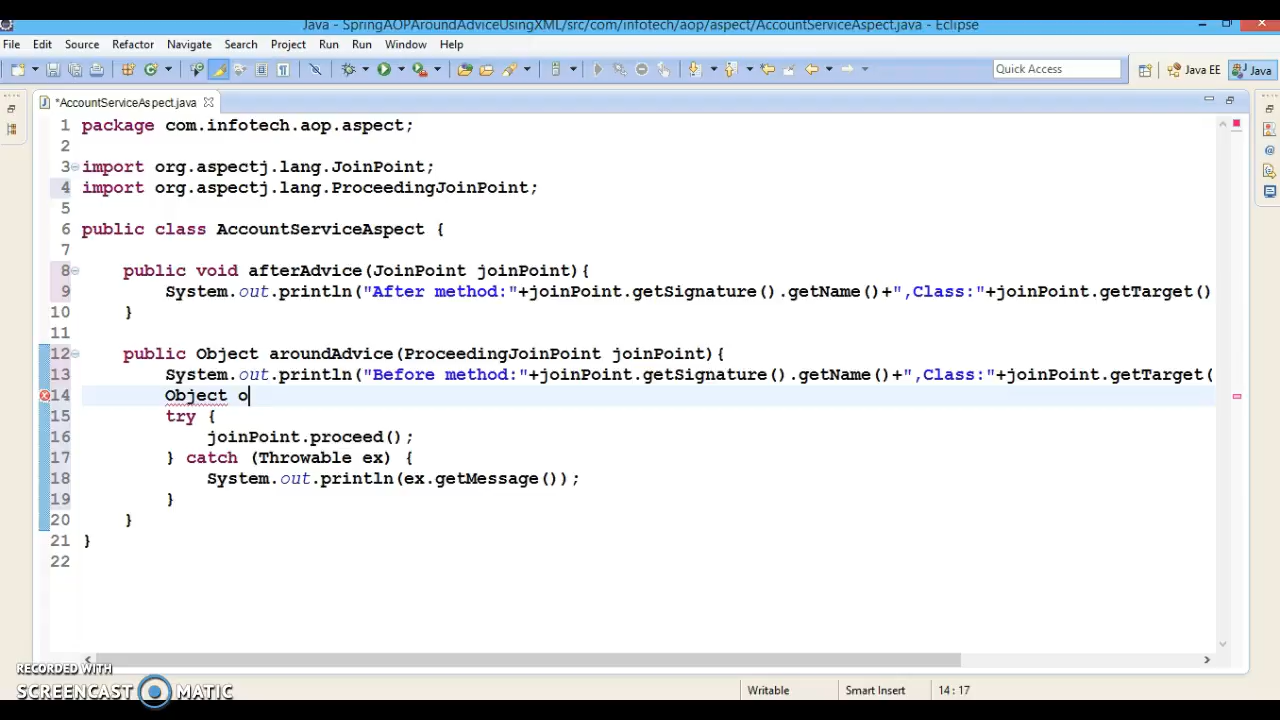 Java - SpringAOPAroundAdviceUsingXML/src/com/infotech/aop/aspect/AccountServiceAspect.java - Eclipse
File Edit Source Refactor Navigate Search Project Run Run Window Help
Quick Access Java EE Java
*AccountServiceAspect.java
1 package com.infotech.aop.aspect;
2
3 import org.aspectj.lang.JoinPoint;
4 import org.aspectj.lang.ProceedingJoinPoint;
5
6 public class AccountServiceAspect {
7
8 public void afterAdvice(JoinPoint joinPoint){
9 System.out.println("After method:"+joinPoint.getSignature().getName()+",Class:"+joinPoint.getTarget()
10 }
11
12 public Object aroundAdvice(ProceedingJoinPoint joinPoint){
13 System.out.println("Before method:"+joinPoint.getSignature().getName()+",Class:"+joinPoint.getTarget(
14 Object o
15 try {
16 joinPoint.proceed();
17 } catch (Throwable ex) {
18 System.out.println(ex.getMessage());
19 }
20 }
21 }
22
RECORDED WITH
SCREENCAST MATIC
Writable Smart Insert 14 : 17